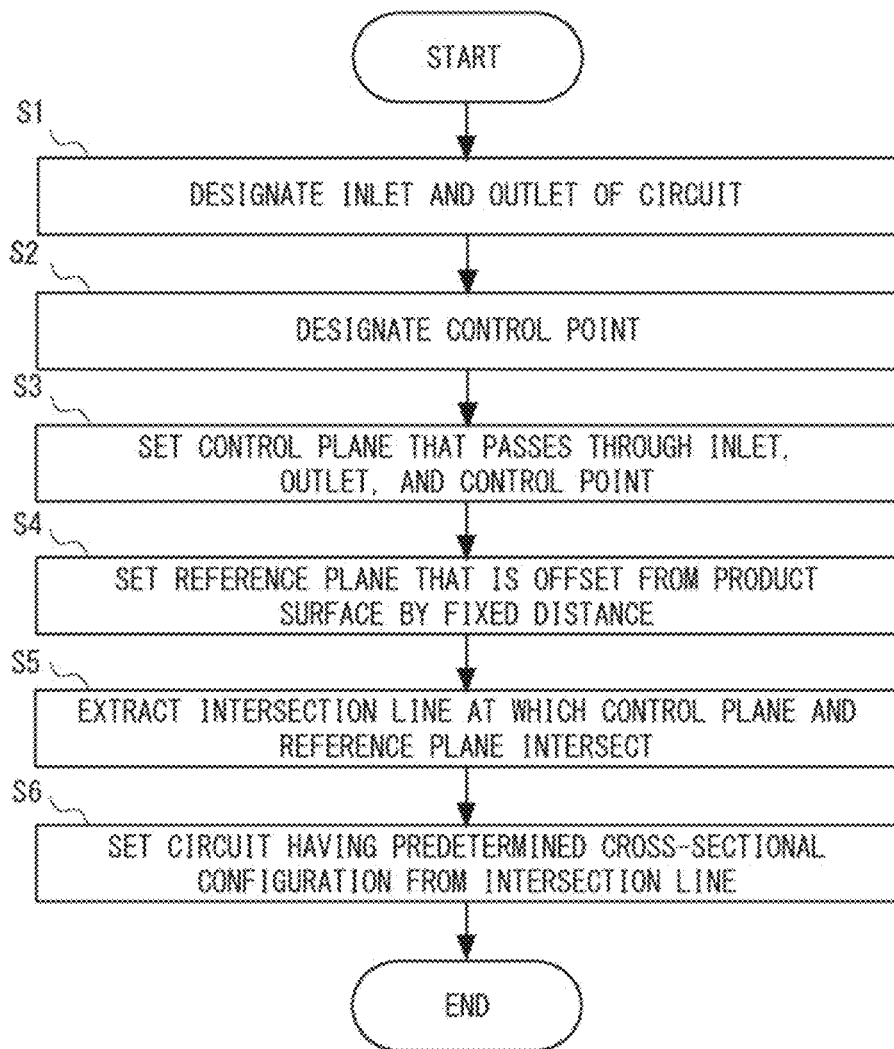 START
S1
DESIGNATE INLET AND OUTLET OF CIRCUIT
S2
DESIGNATE CONTROL POINT
S3
SET CONTROL PLANE THAT PASSES THROUGH INLET,
OUTLET, AND CONTROL POINT
S4
SET REFERENCE PLANE THAT IS OFFSET FROM PRODUCT
SURFACE BY FIXED DISTANCE
S5
EXTRACT INTERSECTION LINE AT WHICH CONTROL PLANE AND
REFERENCE PLANE INTERSECT
S6
SET CIRCUIT HAVING PREDETERMINED CROSS-SECTIONAL
CONFIGURATION FROM INTERSECTION LINE
END